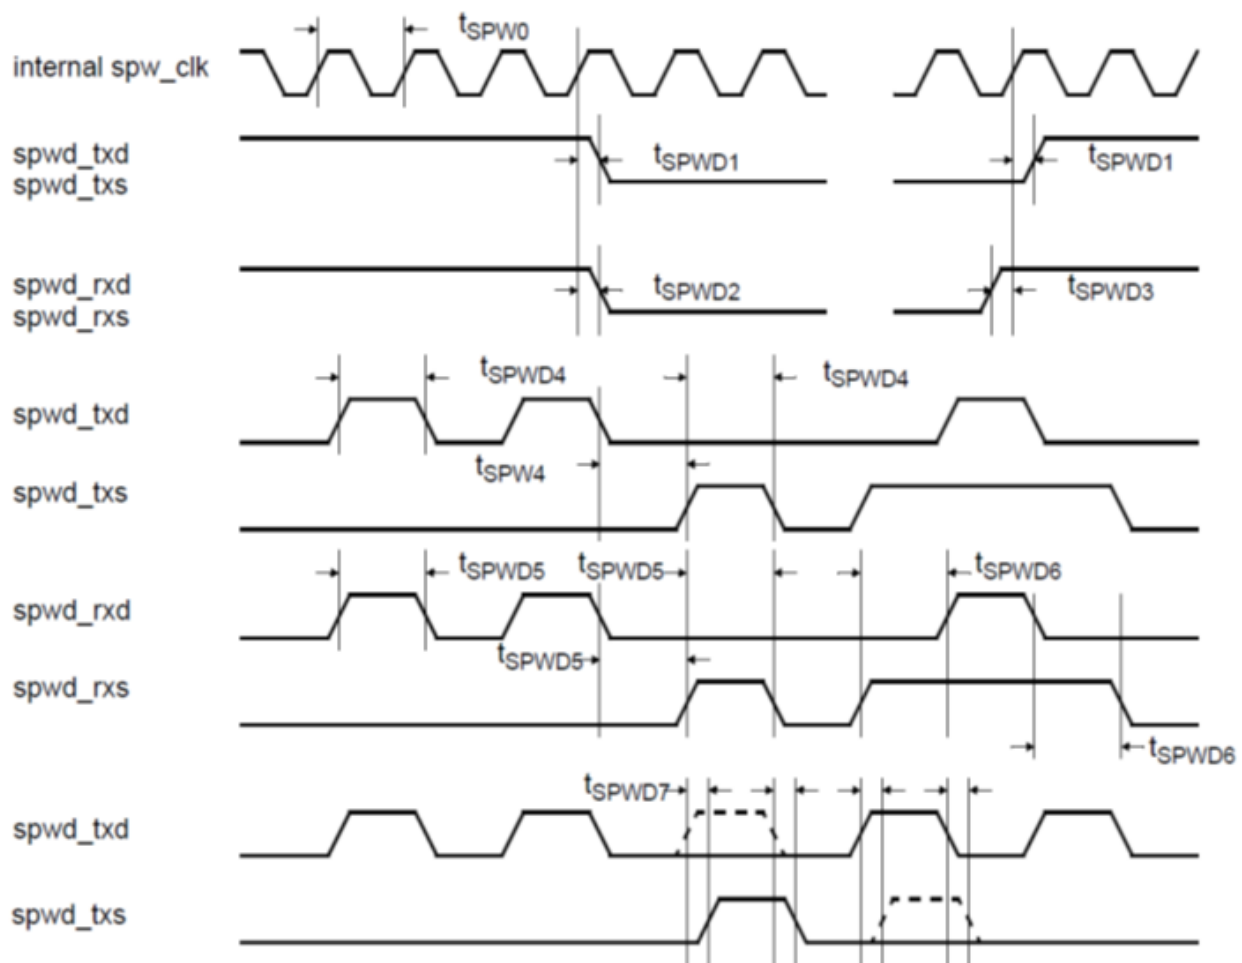 tSPW0
internal spw_clk
spwd_txd tSPWD1 tSPWD1
spwd_txs
spwd_rxd tSPWD2 tSPWD3
spwd_rxs
tSPWD4 tSPWD4
spwd_txd
tSPW4
spwd_txs
tSPWD5 tSPWD5 tSPWD6
spwd_rxd
tSPWD5
spwd_rxs
tSPWD6
tSPWD7
spwd_txd
spwd_txs